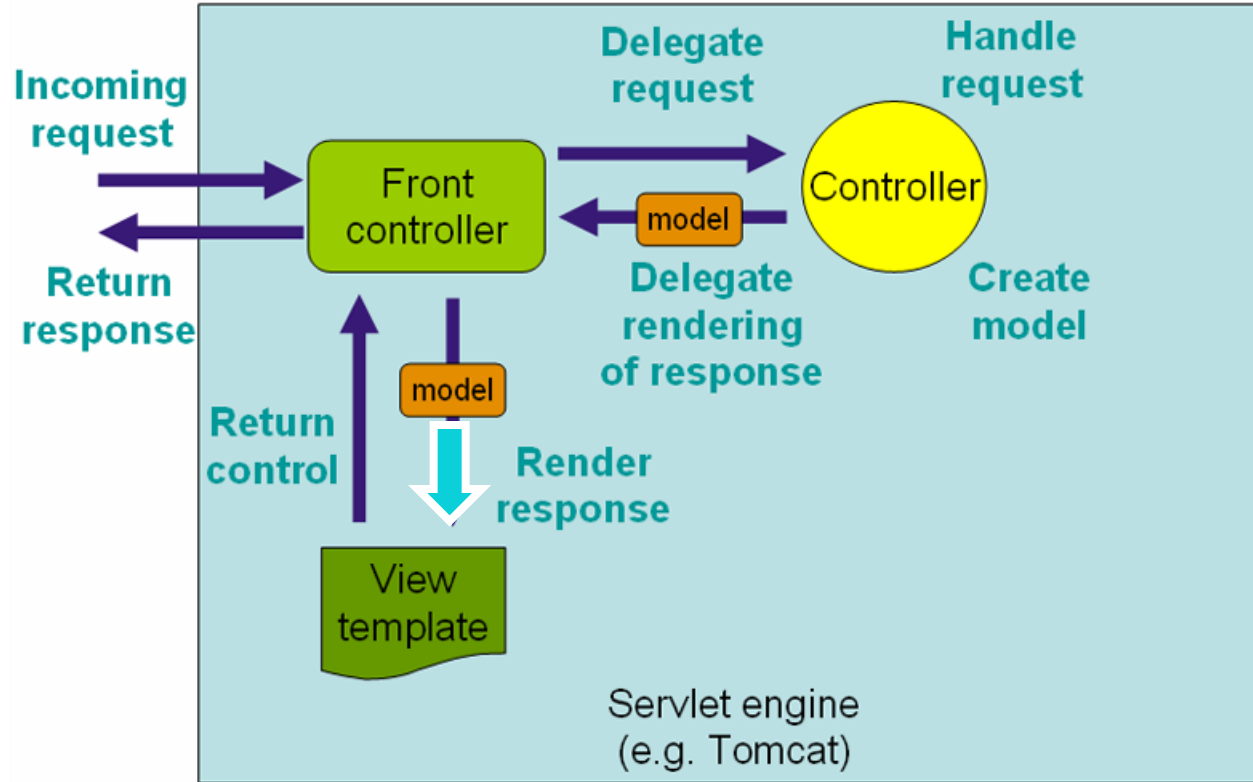 Incoming
request
Return
response
Front
controller
Delegate
request
Handle
request
Controller
model
Delegate
rendering
of response
Create
model
model
Return
control
Render
response
View
template
Servlet engine
(e.g. Tomcat)